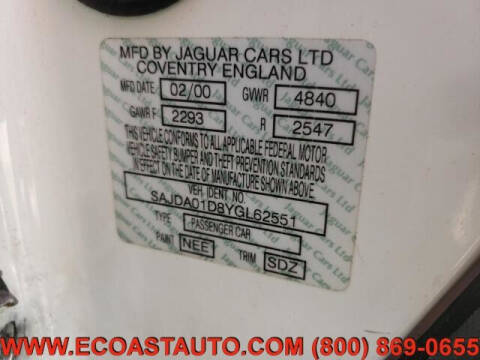 MFD BY JAGUAR CARS LTD
COVENTRY ENGLAND
MFD DATE 02/00 GVWR 4840
GAWR F 2293 R 2547
THIS VEHICLE CONFORMS TO ALL APPLICABLE FEDERAL MOTOR
VEHICLE SAFETY BUMPER AND THEFT PREVENTION STANDARDS
IN EFFECT ON THE DATE OF MANUFACTURE SHOWN ABOVE.
VEH. IDENT NO.
SAJDA01D8YGL62551
TYPE PASSENGER CAR
PAINT NEE TRIM SDZ
WWW.ECOASTAUTO.COM (800) 869-0655